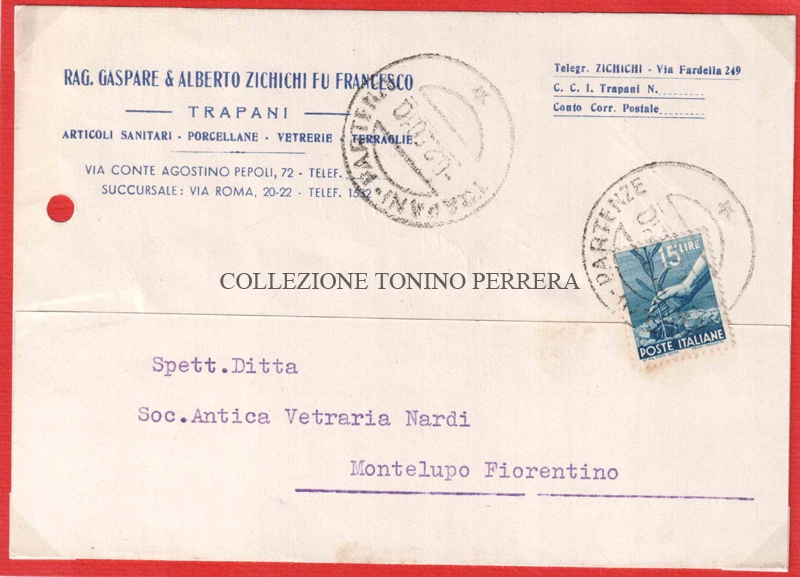 RAG. GASPARE & ALBERTO ZICHICHI FU FRANCESCO
TRAPANI
ARTICOLI SANITARI - PORCELLANE - VETRERIE - TERRAGLIE
VIA CONTE AGOSTINO PEPOLI, 72 - TELEF.
SUCCURSALE: VIA ROMA, 20-22 - TELEF. 1532
Telegr. ZICHICHI - Via Fardella 249
C. C. I. Trapani N.
Conto Corr. Postale
TRAPANI-PARTENZE
PARTENZE
15 LIRE
POSTE ITALIANE
COLLEZIONE TONINO PERRERA
Spett.Ditta
Soc.Antica Vetraria Nardi
Montelupo Fiorentino